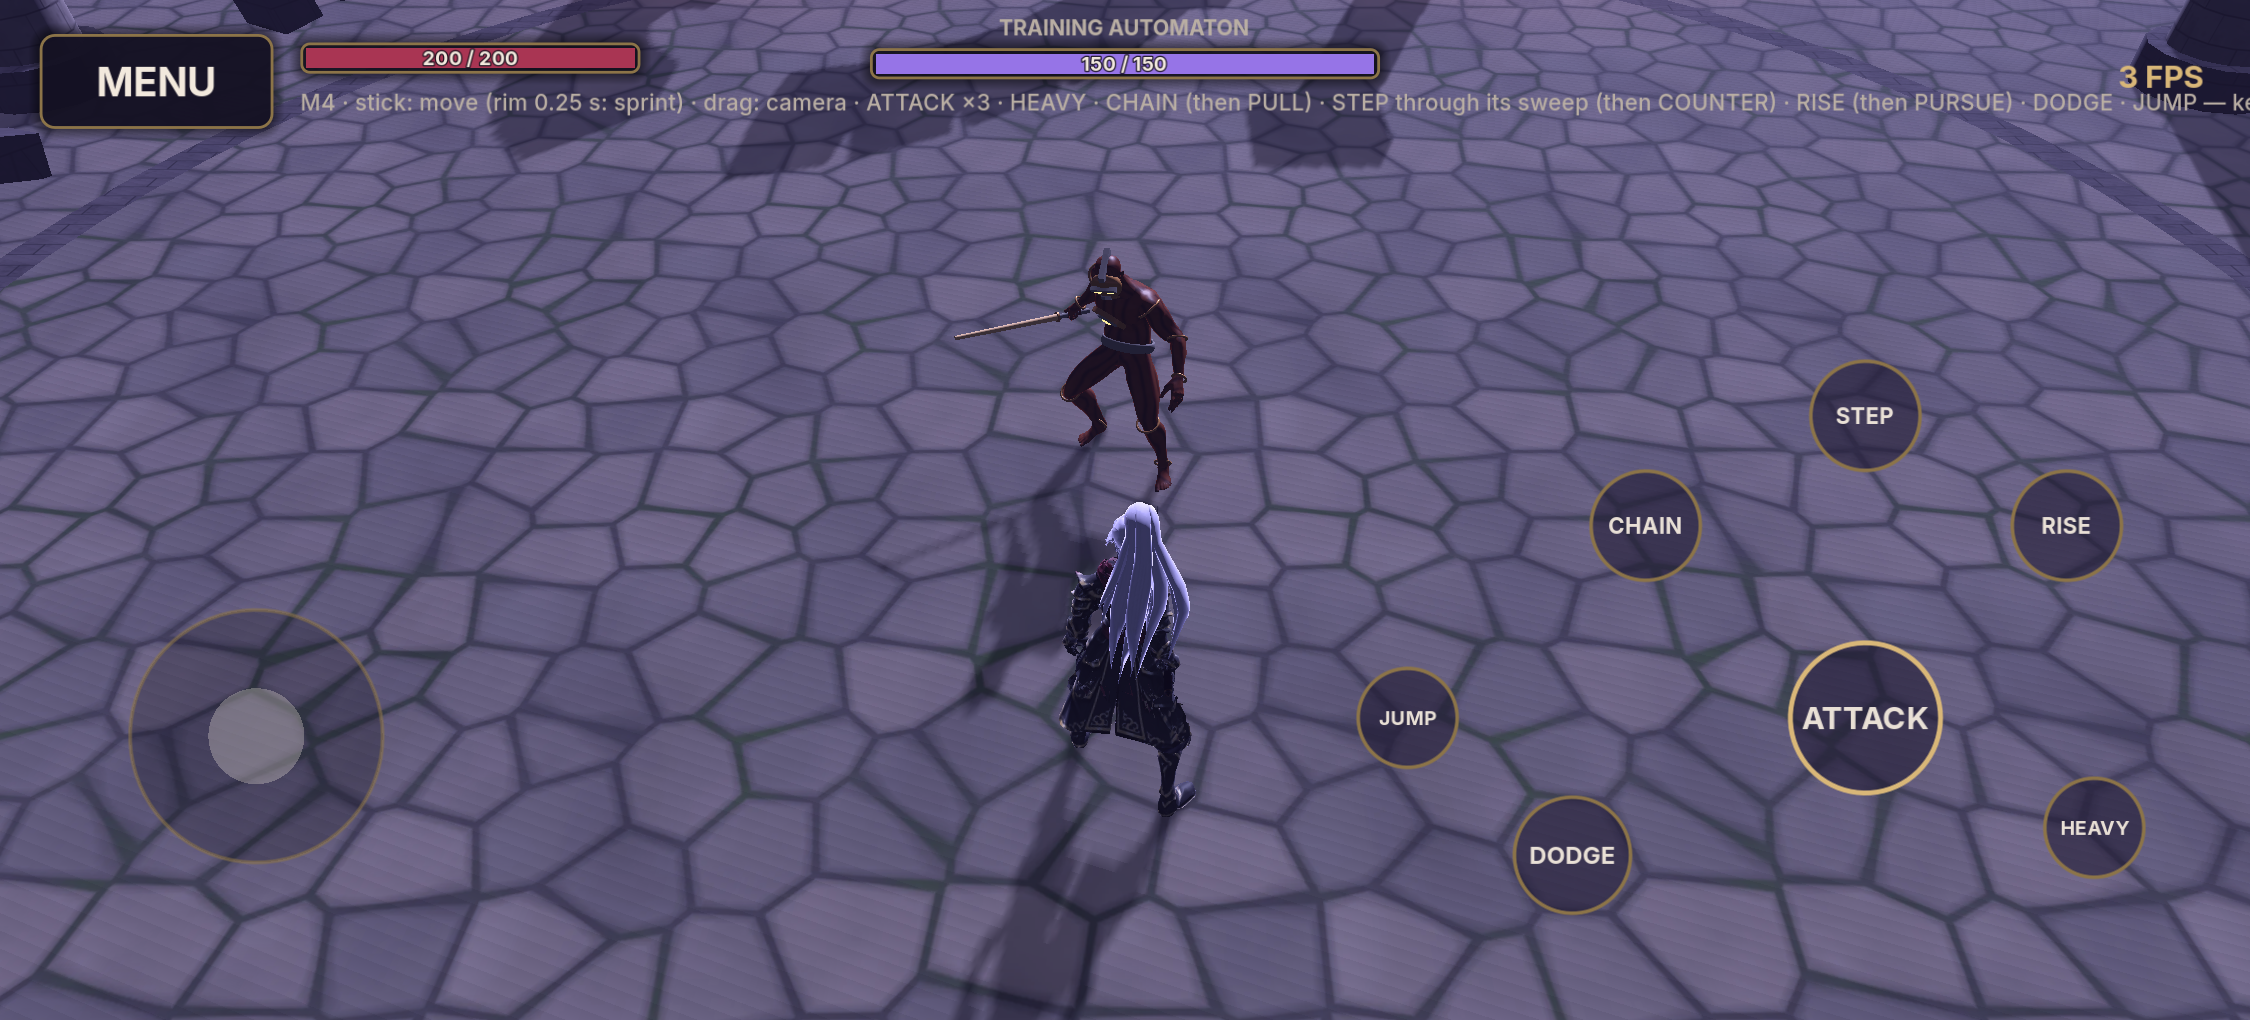 TRAINING AUTOMATON
MENU
200 / 200
150 / 150
3 FPS
M4 · stick: move (rim 0.25 s: sprint) · drag: camera · ATTACK ×3 · HEAVY · CHAIN (then PULL) · STEP through its sweep (then COUNTER) · RISE (then PURSUE) · DODGE · JUMP — ke
STEP
CHAIN
RISE
JUMP
ATTACK
HEAVY
DODGE